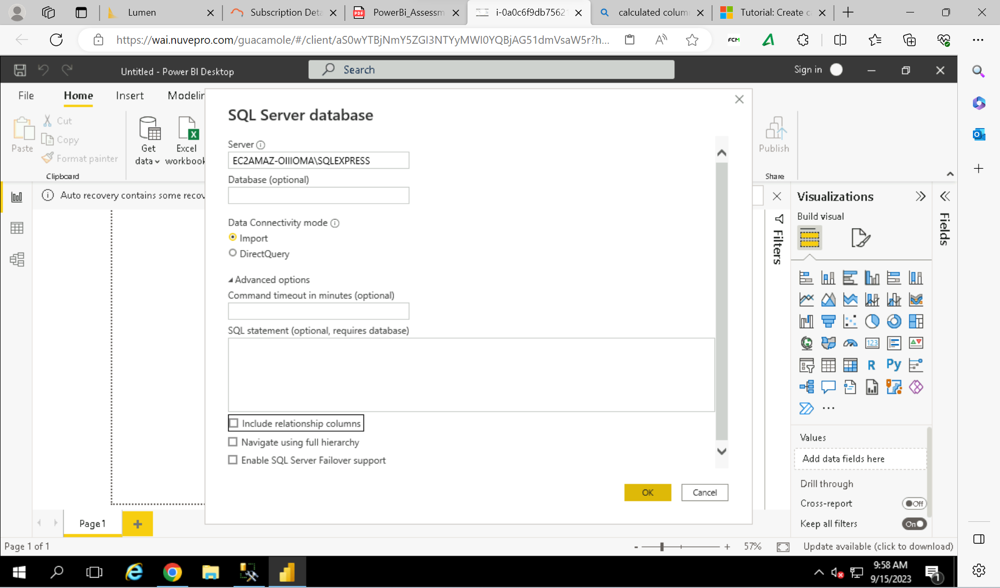 Lumen
Subscription Deta
PowerBi_Assessm
i-0a0c6f9db7562
calculated colum
Tutorial: Create c
https://wai.nuvepro.com/guacamole/#/client/aS0wYTBjNmY5ZGI3NTYyMWI0YQBjAG51dmVsaW5r?h...
FCM
Untitled - Power BI Desktop
Search
Sign in
File
Home
Insert
Modelin
Paste
Cut
Copy
Format painter
Clipboard
Get data
Excel workbook
Publish
Share
Auto recovery contains some recov
SQL Server database
Server
EC2AMAZ-OIIIOMA\SQLEXPRESS
Database (optional)
Data Connectivity mode
Import
DirectQuery
Advanced options
Command timeout in minutes (optional)
SQL statement (optional, requires database)
Include relationship columns
Navigate using full hierarchy
Enable SQL Server Failover support
OK
Cancel
Filters
Visualizations
Build visual
Fields
123
R
Py
Values
Add data fields here
Drill through
Cross-report
Off
Keep all filters
On
Page 1
Page 1 of 1
- + 57%
Update available (click to download)
9:58 AM
9/15/2023
1